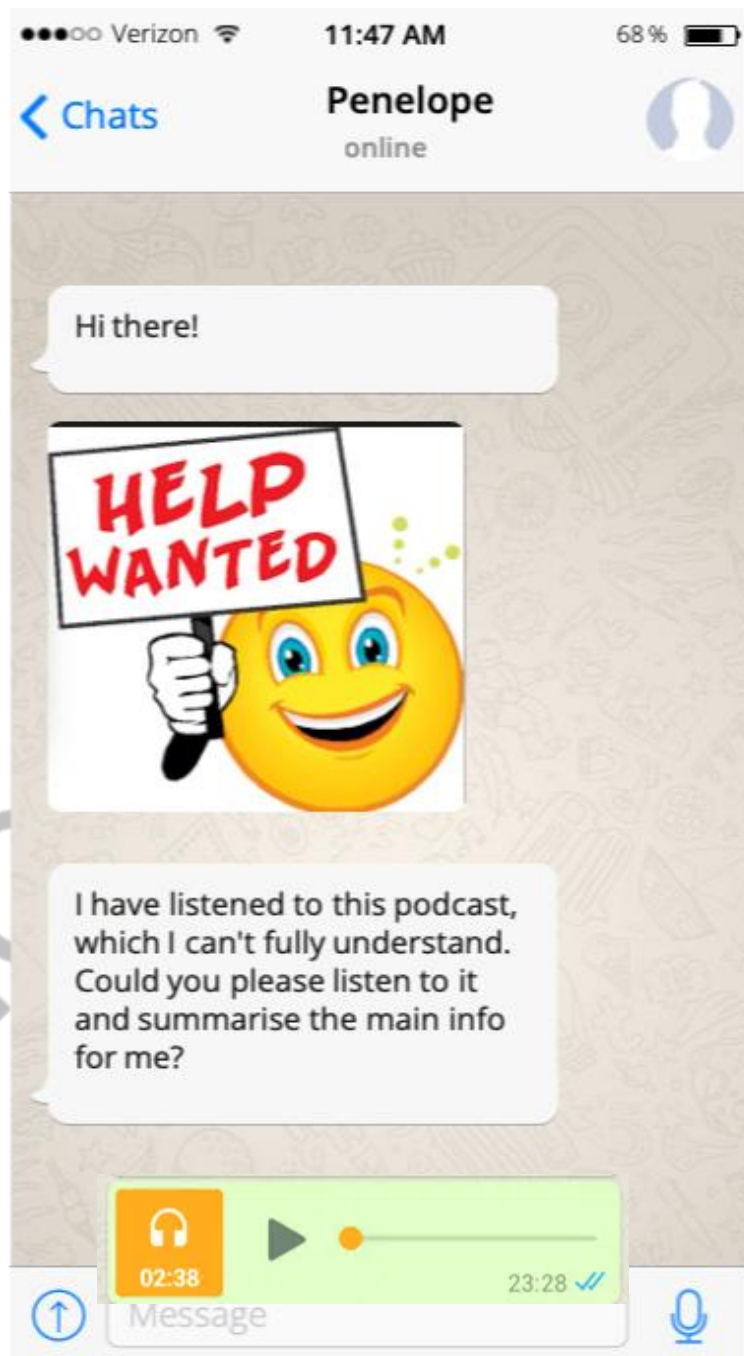 ●●●○○ Verizon 11:47 AM 68%
Chats Penelope
online
Hi there!
HELP
WANTED
I have listened to this podcast,
which I can't fully understand.
Could you please listen to it
and summarise the main info
for me?
02:38 23:28
Message